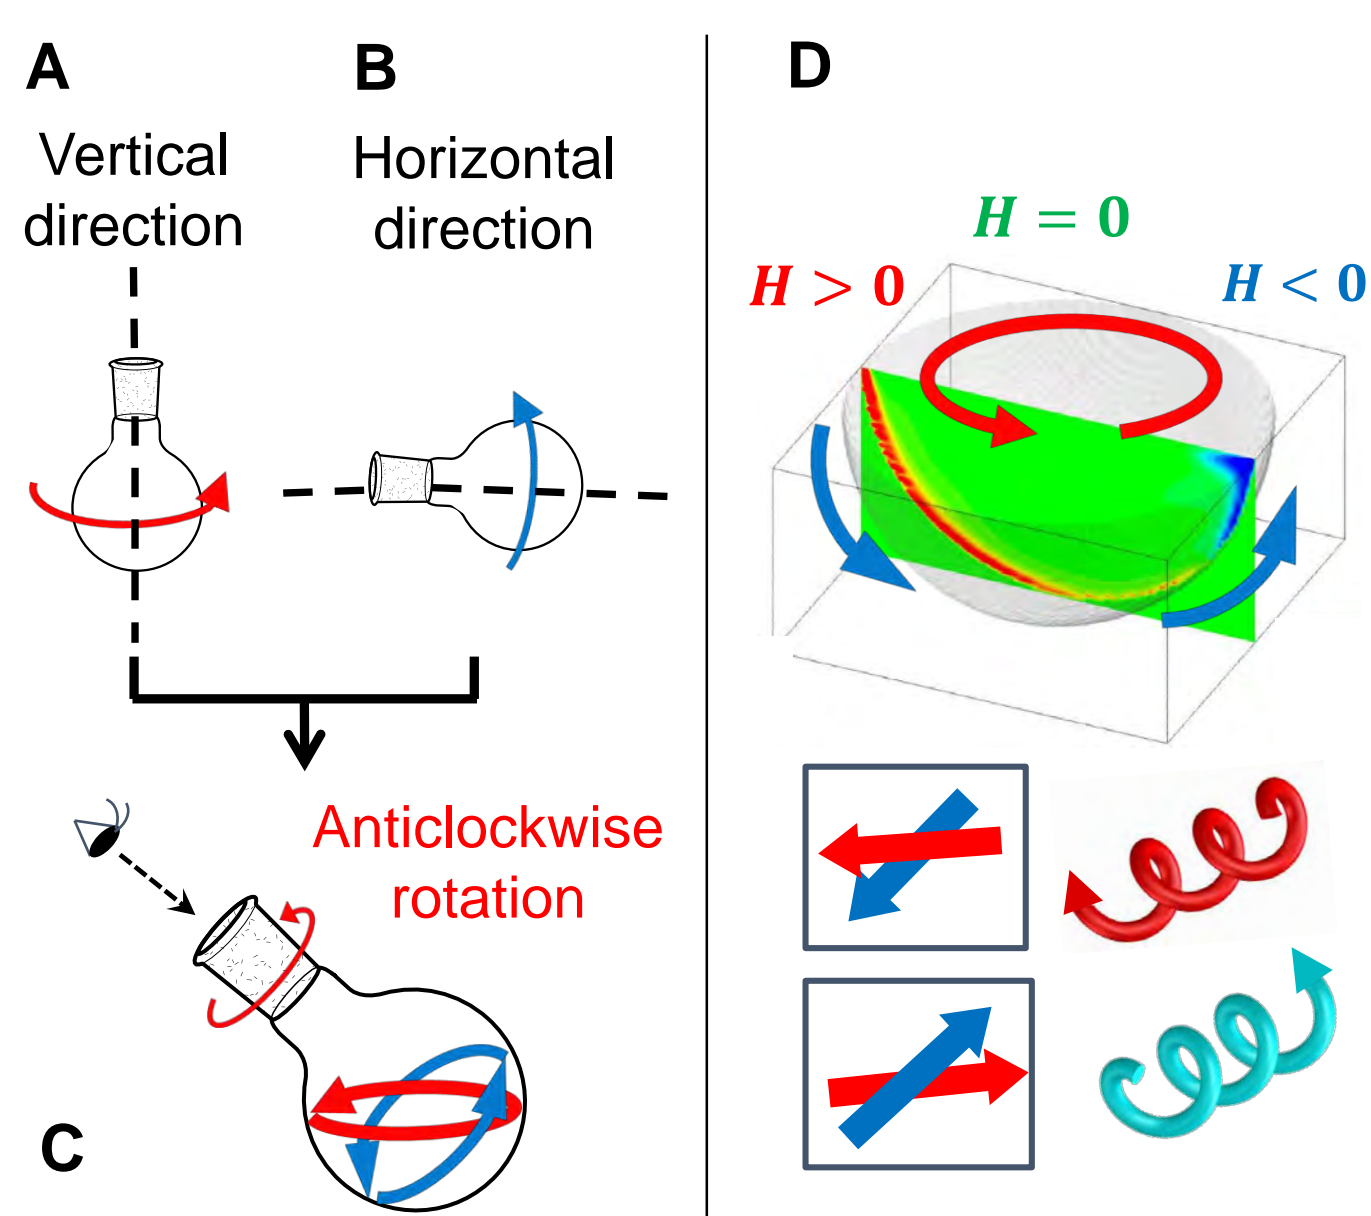 A
Vertical
direction
B
Horizontal
direction
Anticlockwise
rotation
C
D
H = 0
H > 0
H < 0